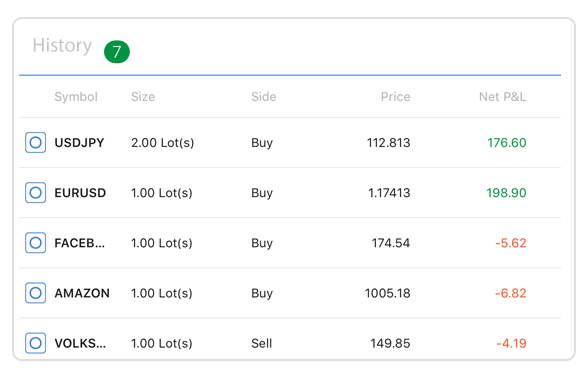 History 7
Symbol Size Side Price Net P&L
USDJPY 2.00 Lot(s) Buy 112.813 176.60
EURUSD 1.00 Lot(s) Buy 1.17413 198.90
FACEB... 1.00 Lot(s) Buy 174.54 -5.62
AMAZON 1.00 Lot(s) Buy 1005.18 -6.82
VOLKS... 1.00 Lot(s) Sell 149.85 -4.19